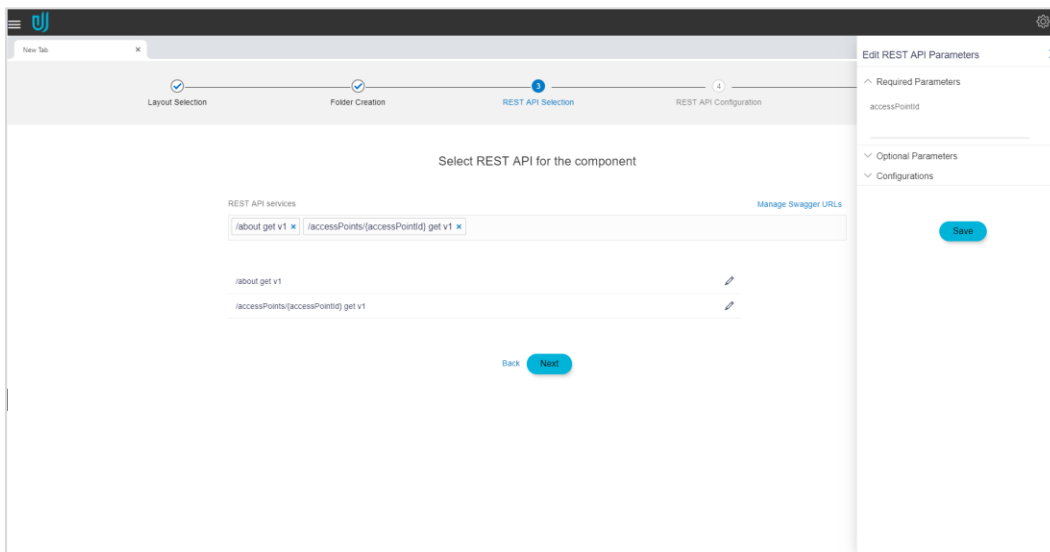 New Tab ×
Edit REST API Parameters
Required Parameters
accessPointId
Optional Parameters
Configurations
Save
3
4
Layout Selection
Folder Creation
REST API Selection
REST API Configuration
Select REST API for the component
REST API services
Manage Swagger URLs
/about get v1 ×
/accessPoints/{accessPointId} get v1 ×
/about get v1
/accessPoints/{accessPointId} get v1
Back
Next